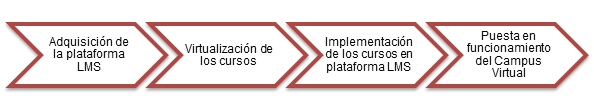 Adquisición de
la plataforma
LMS
Virtualización de
los cursos
Implementación
de los cursos en
plataforma LMS
Puesta en
funcionamiento
del Campus
Virtual